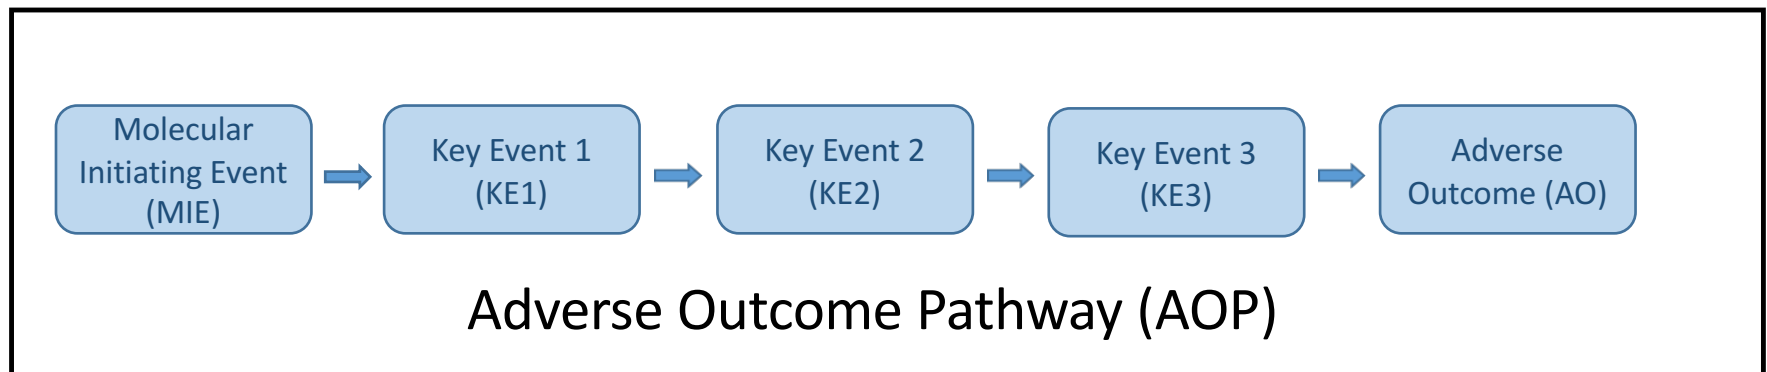 Molecular
Initiating Event
(MIE)
Key Event 1
(KE1)
Key Event 2
(KE2)
Key Event 3
(KE3)
Adverse
Outcome (AO)
Adverse Outcome Pathway (AOP)